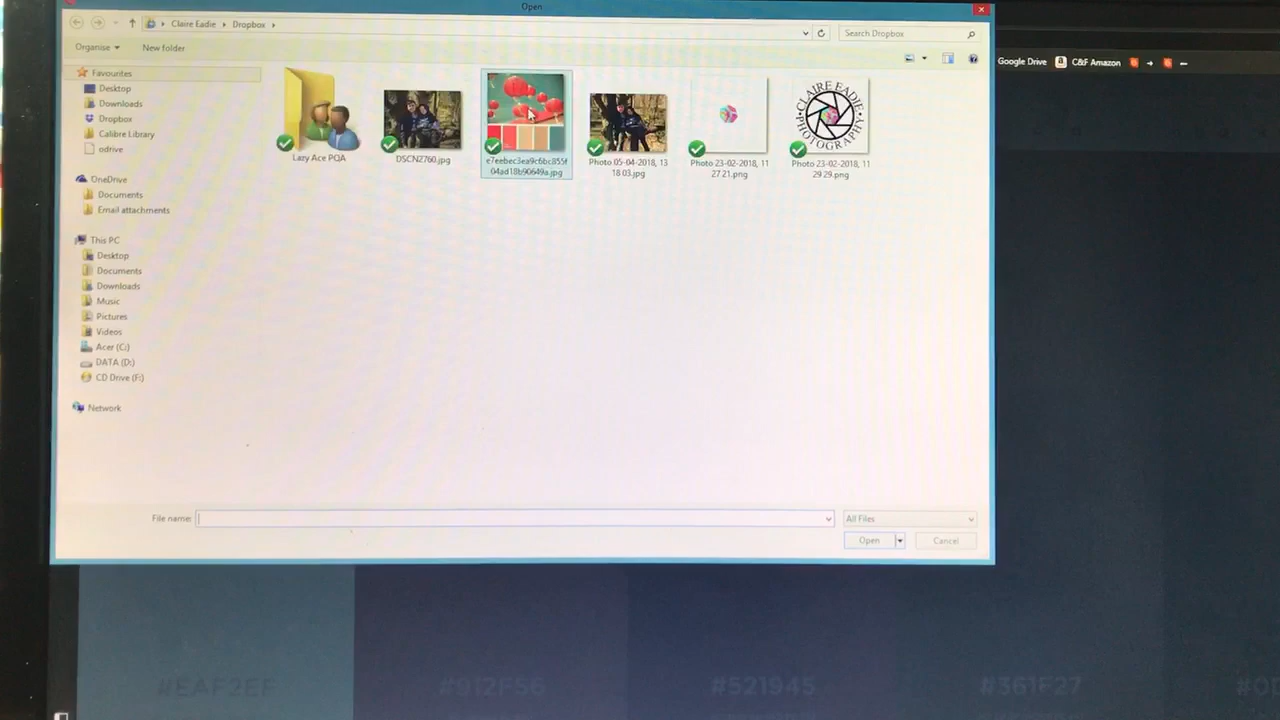 Open
Claire Eadie
Dropbox
Search Dropbox
Organise
New folder
Google Drive
C&F Amazon
Favourites
Desktop
Downloads
Dropbox
Calibre Library
odrive
OneDrive
Documents
Email attachments
This PC
Desktop
Documents
Downloads
Music
Pictures
Videos
Acer (C:)
DATA (D:)
CD Drive (F:)
Network
Lazy Ace PQA
DSCN2760.jpg
e7eebec3ea9c6bc855f
04ad18b90649a.jpg
Photo 05-04-2018, 13
18 03.jpg
Photo 23-02-2018, 11
27 21.png
CLAIRE EADIE
PHOTOGRAPHY
Photo 23-02-2018, 11
29 29.png
File name:
All Files
Open
Cancel
#EAF2EF
#912F56
#521945
#361F27